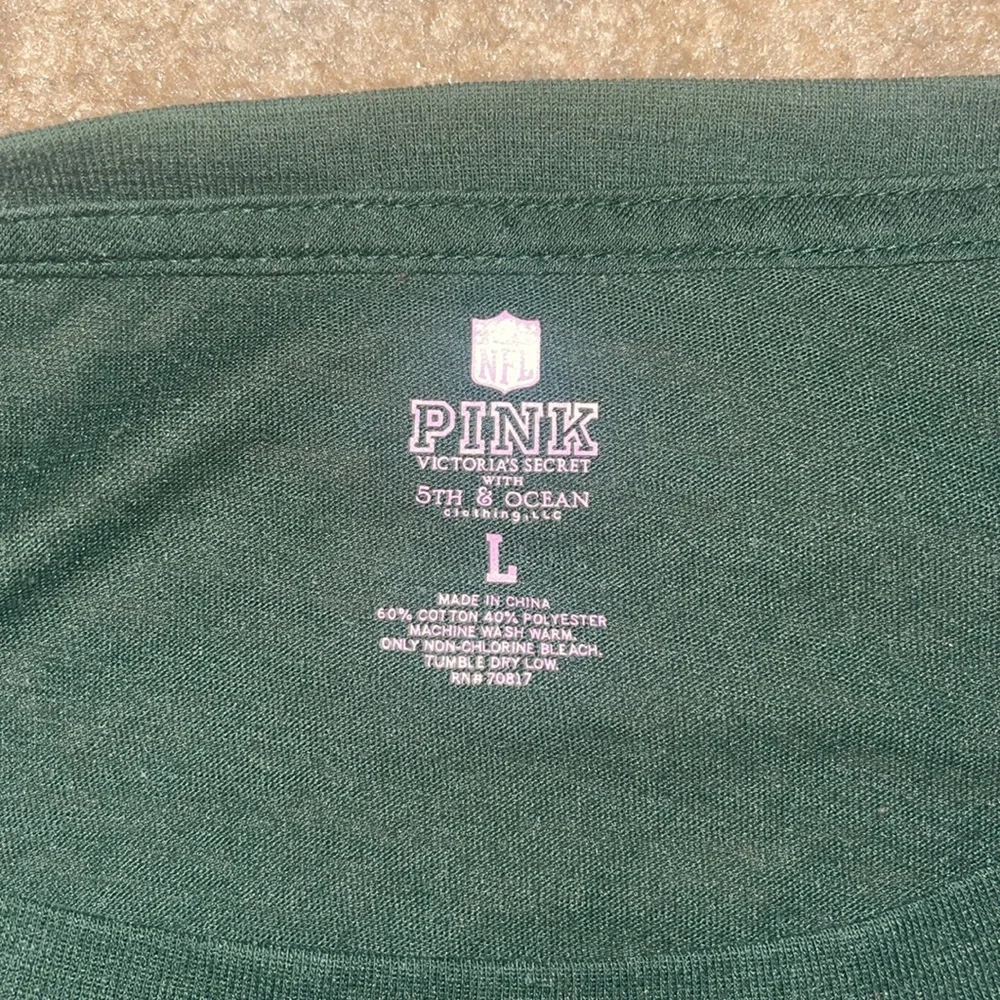 NFL
PINK
VICTORIA'S SECRET
WITH
5TH & OCEAN
clothing, LLC
L
MADE IN CHINA
60% COTTON 40% POLYESTER
MACHINE WASH WARM.
ONLY NON-CHLORINE BLEACH.
TUMBLE DRY LOW.
RN# 70817